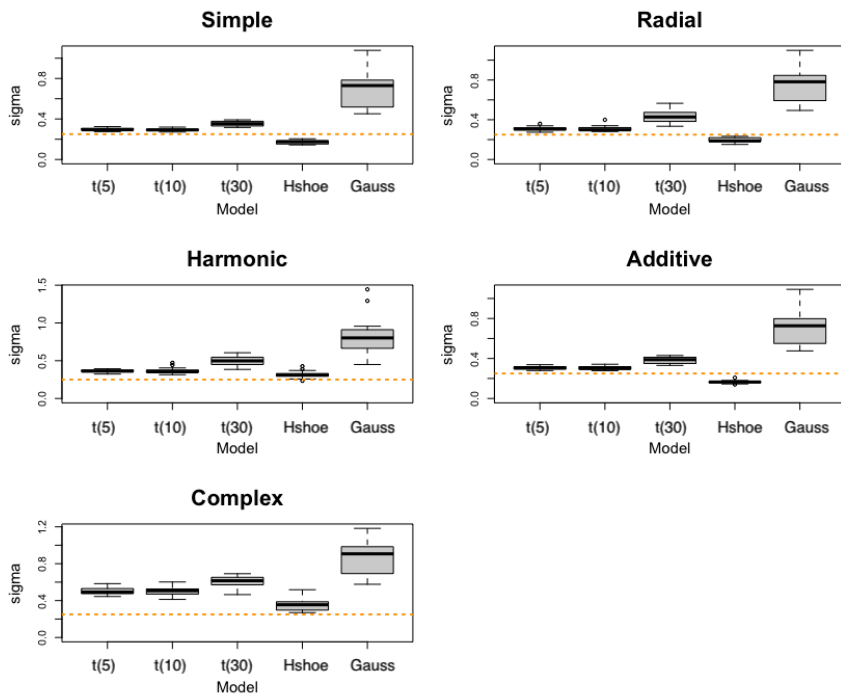 Simple
sigma
0.0 0.4 0.8
t(5) t(10) t(30) Hshoe Gauss
Model
Radial
sigma
0.0 0.4 0.8
t(5) t(10) t(30) Hshoe Gauss
Model
Harmonic
sigma
0.0 0.5 1.0 1.5
t(5) t(10) t(30) Hshoe Gauss
Model
Additive
sigma
0.0 0.4 0.8
t(5) t(10) t(30) Hshoe Gauss
Model
Complex
sigma
0.0 0.4 0.8 1.2
t(5) t(10) t(30) Hshoe Gauss
Model